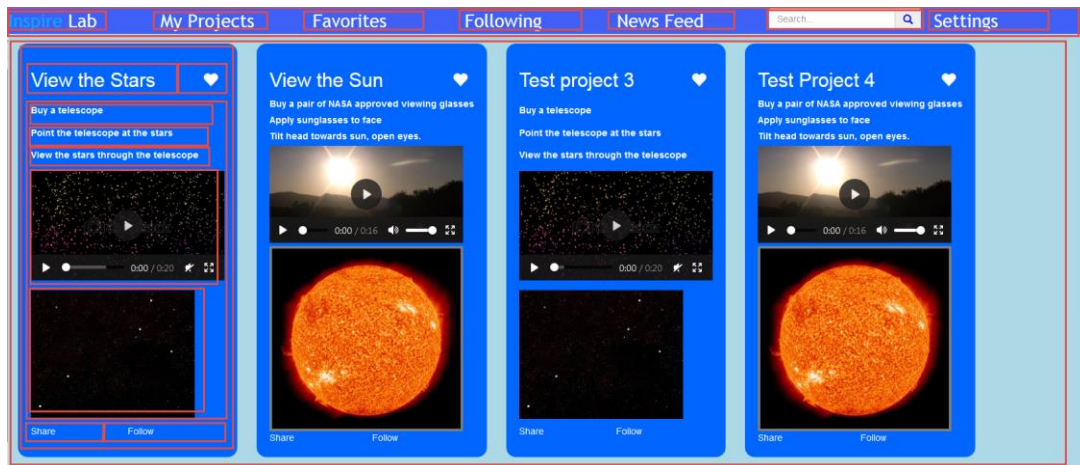 Inspire Lab My Projects Favorites Following News Feed Search... Settings
View the Stars
Buy a telescope
Point the telescope at the stars
View the stars through the telescope
0:00 / 0:20
Share Follow
View the Sun
Buy a pair of NASA approved viewing glasses
Apply sunglasses to face
Tilt head towards sun, open eyes.
0:00 / 0:16
Share Follow
Test project 3
Buy a telescope
Point the telescope at the stars
View the stars through the telescope
0:00 / 0:20
Share Follow
Test Project 4
Buy a pair of NASA approved viewing glasses
Apply sunglasses to face
Tilt head towards sun, open eyes.
0:00 / 0:16
Share Follow